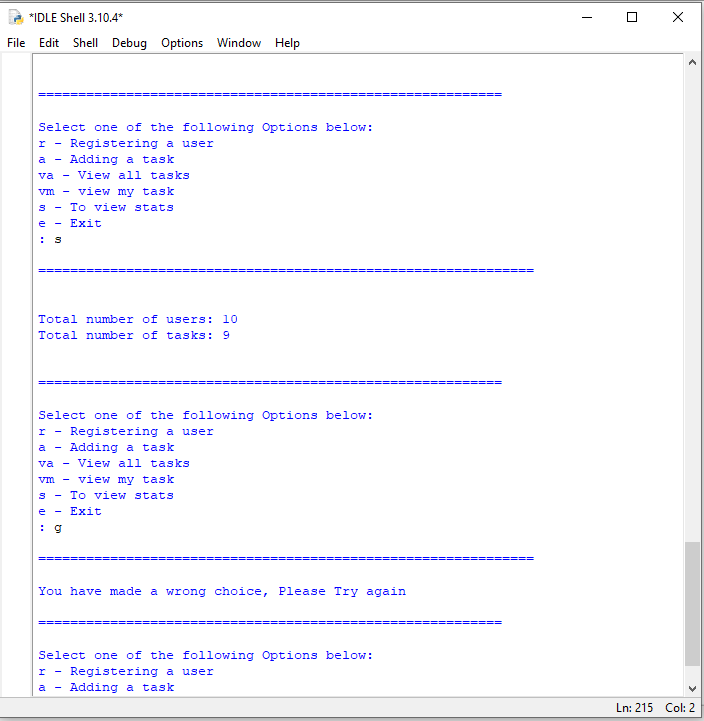 *IDLE Shell 3.10.4*
File Edit Shell Debug Options Window Help
==========================================================
Select one of the following Options below:
r - Registering a user
a - Adding a task
va - View all tasks
vm - view my task
s - To view stats
e - Exit
: s
==============================================================
Total number of users: 10
Total number of tasks: 9
==========================================================
Select one of the following Options below:
r - Registering a user
a - Adding a task
va - View all tasks
vm - view my task
s - To view stats
e - Exit
: g
==============================================================
You have made a wrong choice, Please Try again
==========================================================
Select one of the following Options below:
r - Registering a user
a - Adding a task
Ln: 215 Col: 2